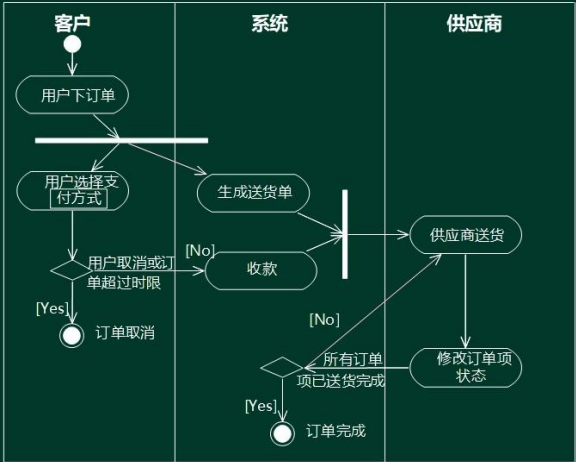 客户
系统
供应商
用户下订单
用户选择支
付方式
生成送货单
供应商送货
[No]
用户取消或订
单超过时限
收款
[Yes]
订单取消
[No]
所有订单
项已送货完成
修改订单项
状态
[Yes]
订单完成